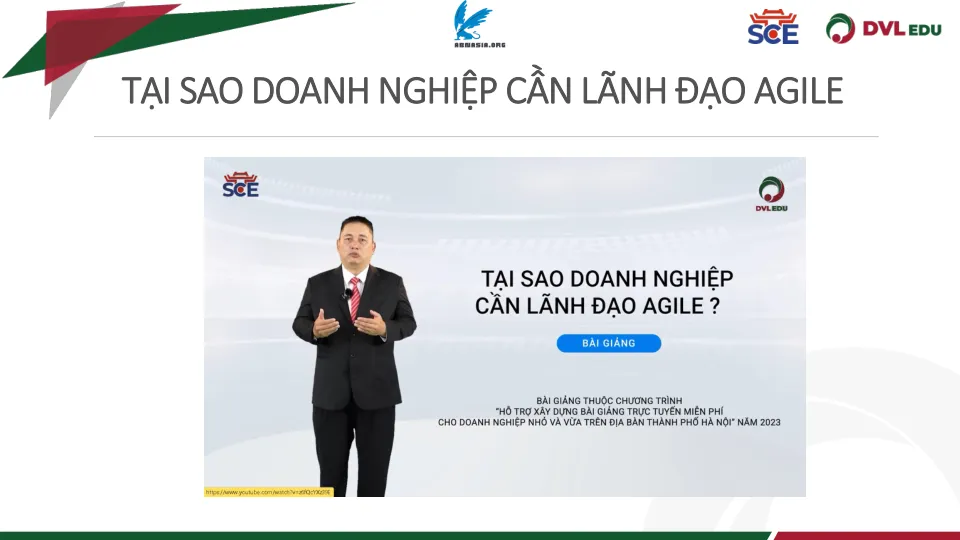 ARMASIA.ORG
SCE
DVL EDU
TẠI SAO DOANH NGHIỆP CẦN LÃNH ĐẠO AGILE
SCE
DVL EDU
TẠI SAO DOANH NGHIỆP
CẦN LÃNH ĐẠO AGILE ?
BÀI GIẢNG
BÀI GIẢNG THUỘC CHƯƠNG TRÌNH
"HỖ TRỢ XÂY DỰNG BÀI GIẢNG TRỰC TUYẾN MIỄN PHÍ
CHO DOANH NGHIỆP NHỎ VÀ VỪA TRÊN ĐỊA BÀN THÀNH PHỐ HÀ NỘI" NĂM 2023